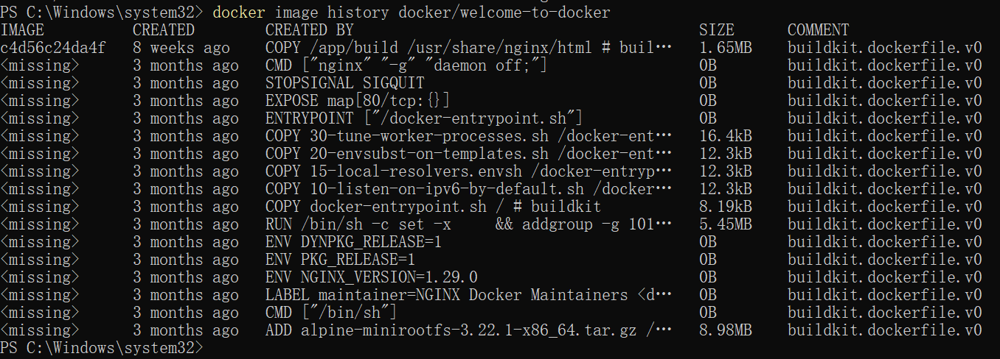 PS C:\Windows\system32> docker image history docker/welcome-to-docker
IMAGE CREATED CREATED BY SIZE COMMENT
c4d56c24da4f 8 weeks ago COPY /app/build /usr/share/nginx/html # buil… 1.65MB buildkit.dockerfile.v0
<missing> 3 months ago CMD ["nginx" "-g" "daemon off;"] 0B buildkit.dockerfile.v0
<missing> 3 months ago STOPSIGNAL SIGQUIT 0B buildkit.dockerfile.v0
<missing> 3 months ago EXPOSE map[80/tcp:{}] 0B buildkit.dockerfile.v0
<missing> 3 months ago ENTRYPOINT ["/docker-entrypoint.sh"] 0B buildkit.dockerfile.v0
<missing> 3 months ago COPY 30-tune-worker-processes.sh /docker-ent… 16.4kB buildkit.dockerfile.v0
<missing> 3 months ago COPY 20-envsubst-on-templates.sh /docker-ent… 12.3kB buildkit.dockerfile.v0
<missing> 3 months ago COPY 15-local-resolvers.envsh /docker-entryp… 12.3kB buildkit.dockerfile.v0
<missing> 3 months ago COPY 10-listen-on-ipv6-by-default.sh /docker… 12.3kB buildkit.dockerfile.v0
<missing> 3 months ago COPY docker-entrypoint.sh / # buildkit 8.19kB buildkit.dockerfile.v0
<missing> 3 months ago RUN /bin/sh -c set -x && addgroup -g 101… 5.45MB buildkit.dockerfile.v0
<missing> 3 months ago ENV DYNPKG_RELEASE=1 0B buildkit.dockerfile.v0
<missing> 3 months ago ENV PKG_RELEASE=1 0B buildkit.dockerfile.v0
<missing> 3 months ago ENV NGINX_VERSION=1.29.0 0B buildkit.dockerfile.v0
<missing> 3 months ago LABEL maintainer=NGINX Docker Maintainers <d… 0B buildkit.dockerfile.v0
<missing> 3 months ago CMD ["/bin/sh"] 0B buildkit.dockerfile.v0
<missing> 3 months ago ADD alpine-minirootfs-3.22.1-x86_64.tar.gz /… 8.98MB buildkit.dockerfile.v0
PS C:\Windows\system32>